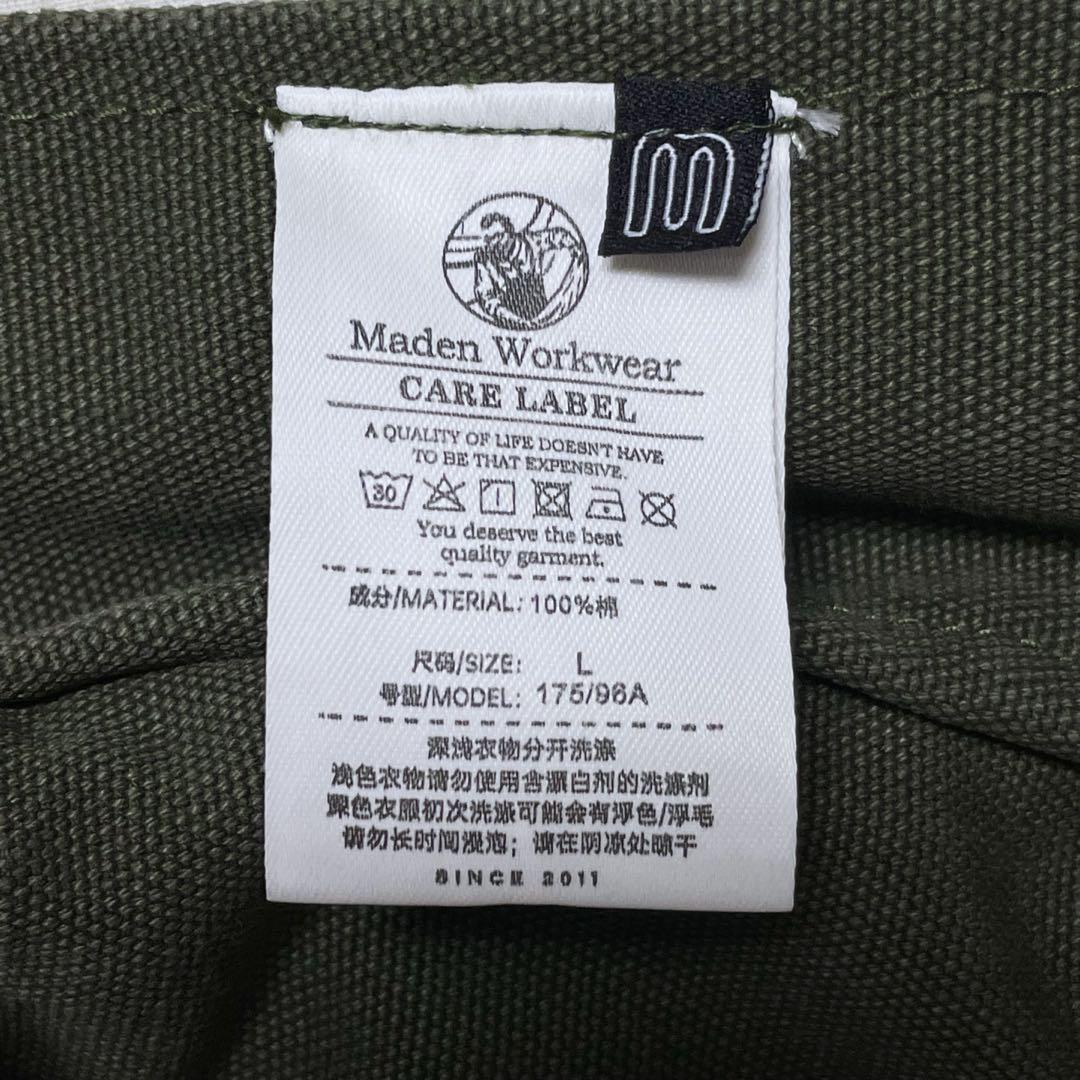 m
Maden Workwear
CARE LABEL
A QUALITY OF LIFE DOESN'T HAVE
TO BE THAT EXPENSIVE.
30
You deserve the best
quality garment.
成分/MATERIAL: 100%棉
尺码/SIZE: L
号型/MODEL: 175/96A
深浅衣物分开洗涤
浅色衣物请勿使用含漂白剂的洗涤剂
深色衣服初次洗涤可能会有浮色/浮毛
请勿长时间浸泡；请在阴凉处晾干
SINCE 2011